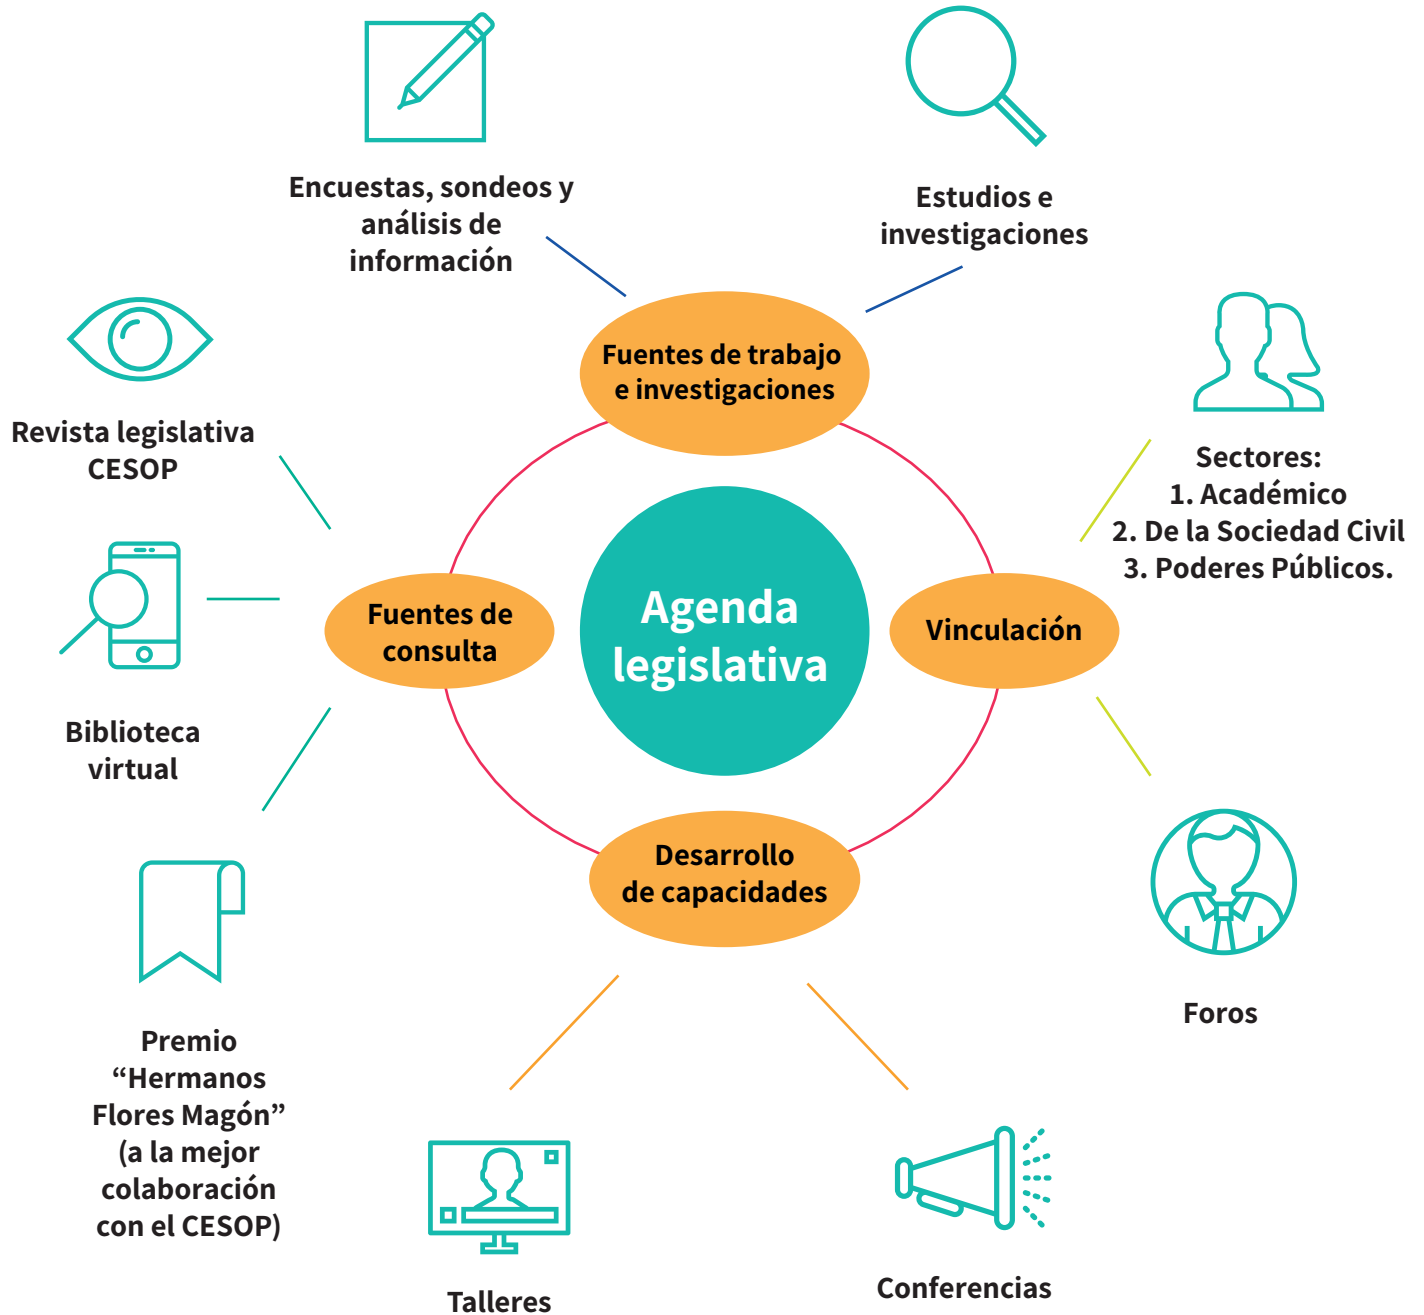 Encuestas, sondeos y
análisis de
información
Estudios e
investigaciones
Fuentes de trabajo
e investigaciones
Revista legislativa
CESOP
Sectores:
1. Académico
2. De la Sociedad Civil
3. Poderes Públicos.
Fuentes de
consulta
Agenda
legislativa
Vinculación
Biblioteca
virtual
Desarrollo
de capacidades
Foros
Premio
“Hermanos
Flores Magón”
(a la mejor
colaboración
con el CESOP)
Talleres
Conferencias